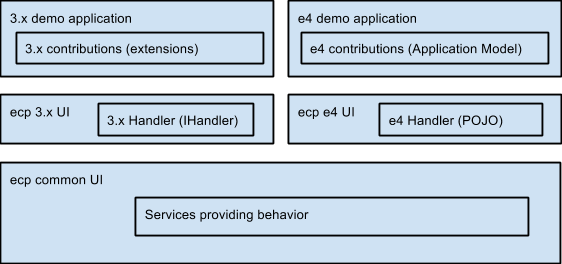 3.x demo application
3.x contributions (extensions)
e4 demo application
e4 contributions (Application Model)
ecp 3.x UI
3.x Handler (IHandler)
ecp e4 UI
e4 Handler (POJO)
ecp common UI
Services providing behavior